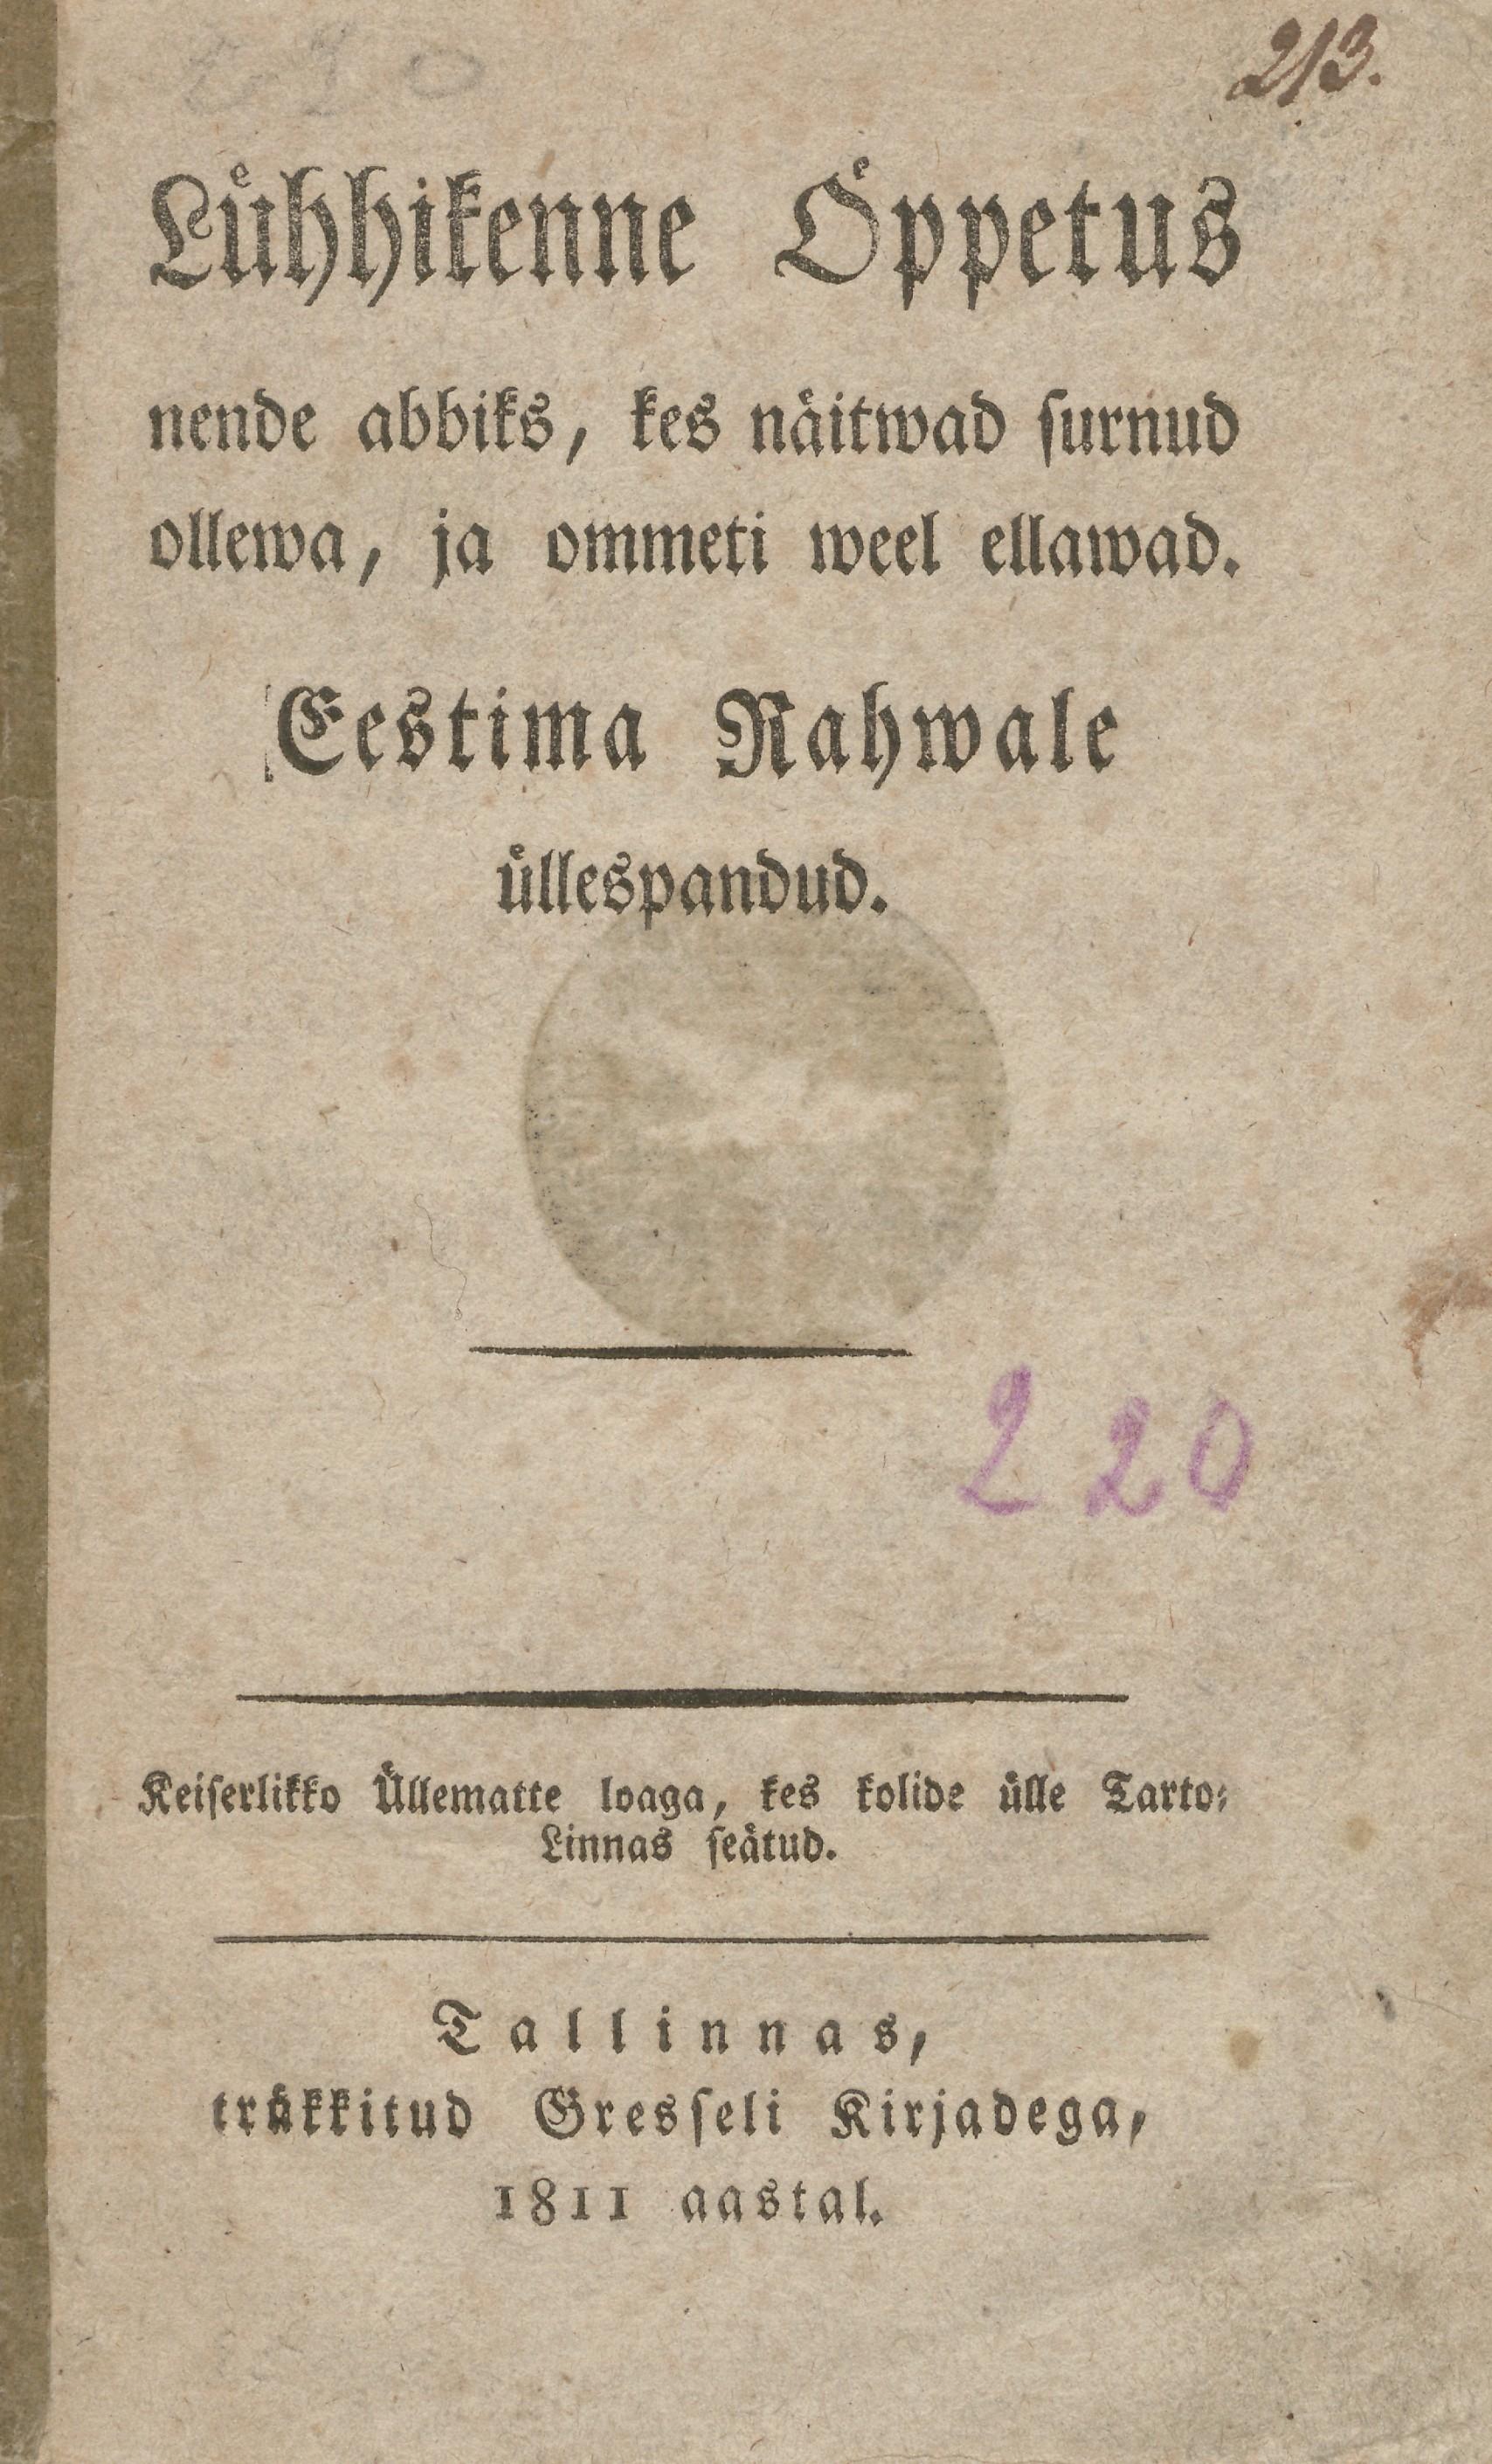 213.
220
Lühhikenne Öppetus
nende abbiks, kes näitwad ſurnud
ollewa, ja ommeti weel ellawad.
Eestima Rahwale
üllespandud.
220
Keiſerlikko Üllematte loaga, kes kolide ülle Tarto⸗
Linnas ſeätud.
Tallinnas,
trükkitud Gresſeli Kirjadega,
1811 aastal.